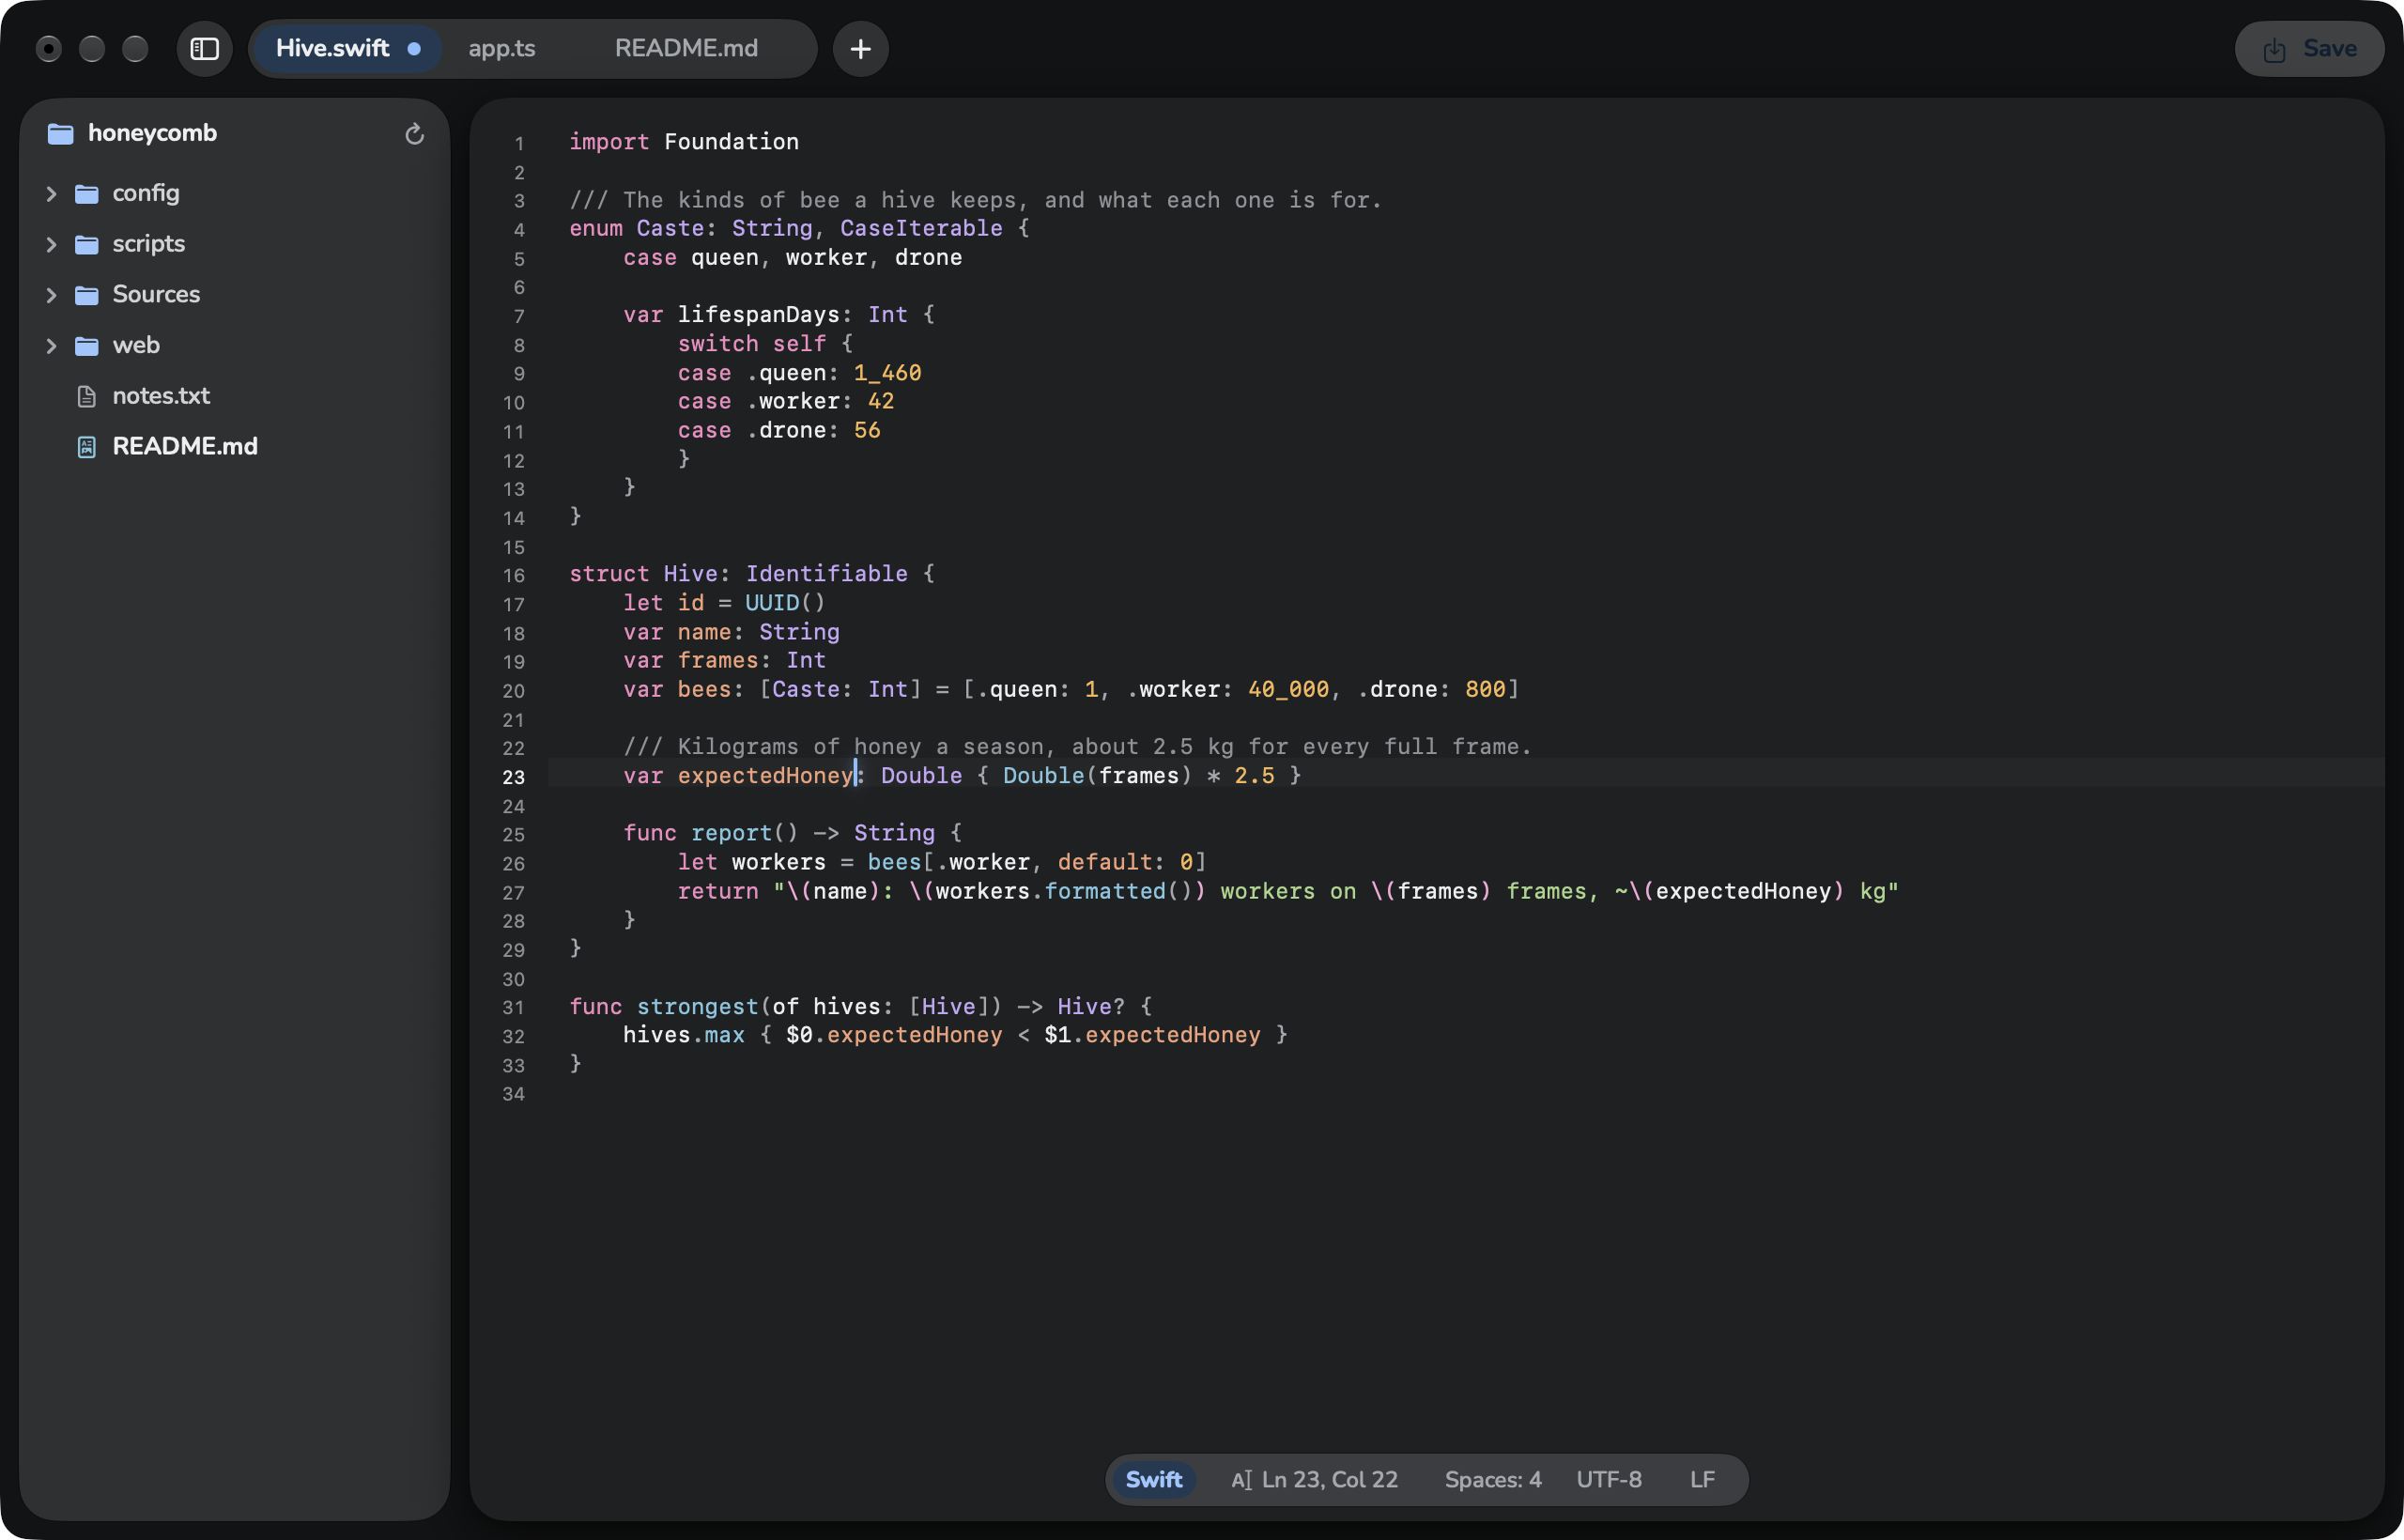 Hive.swift
app.ts
README.md
Save
honeycomb
config
scripts
Sources
web
notes.txt
README.md
1 import Foundation
2
3 /// The kinds of bee a hive keeps, and what each one is for.
4 enum Caste: String, CaseIterable {
5     case queen, worker, drone
6
7     var lifespanDays: Int {
8         switch self {
9         case .queen: 1_460
10         case .worker: 42
11         case .drone: 56
12         }
13     }
14 }
15
16 struct Hive: Identifiable {
17     let id = UUID()
18     var name: String
19     var frames: Int
20     var bees: [Caste: Int] = [.queen: 1, .worker: 40_000, .drone: 800]
21
22     /// Kilograms of honey a season, about 2.5 kg for every full frame.
23     var expectedHoney: Double { Double(frames) * 2.5 }
24
25     func report() -> String {
26         let workers = bees[.worker, default: 0]
27         return "\(name): \(workers.formatted()) workers on \(frames) frames, ~\(expectedHoney) kg"
28     }
29 }
30
31 func strongest(of hives: [Hive]) -> Hive? {
32     hives.max { $0.expectedHoney < $1.expectedHoney }
33 }
34
Swift
Ln 23, Col 22
Spaces: 4
UTF-8
LF